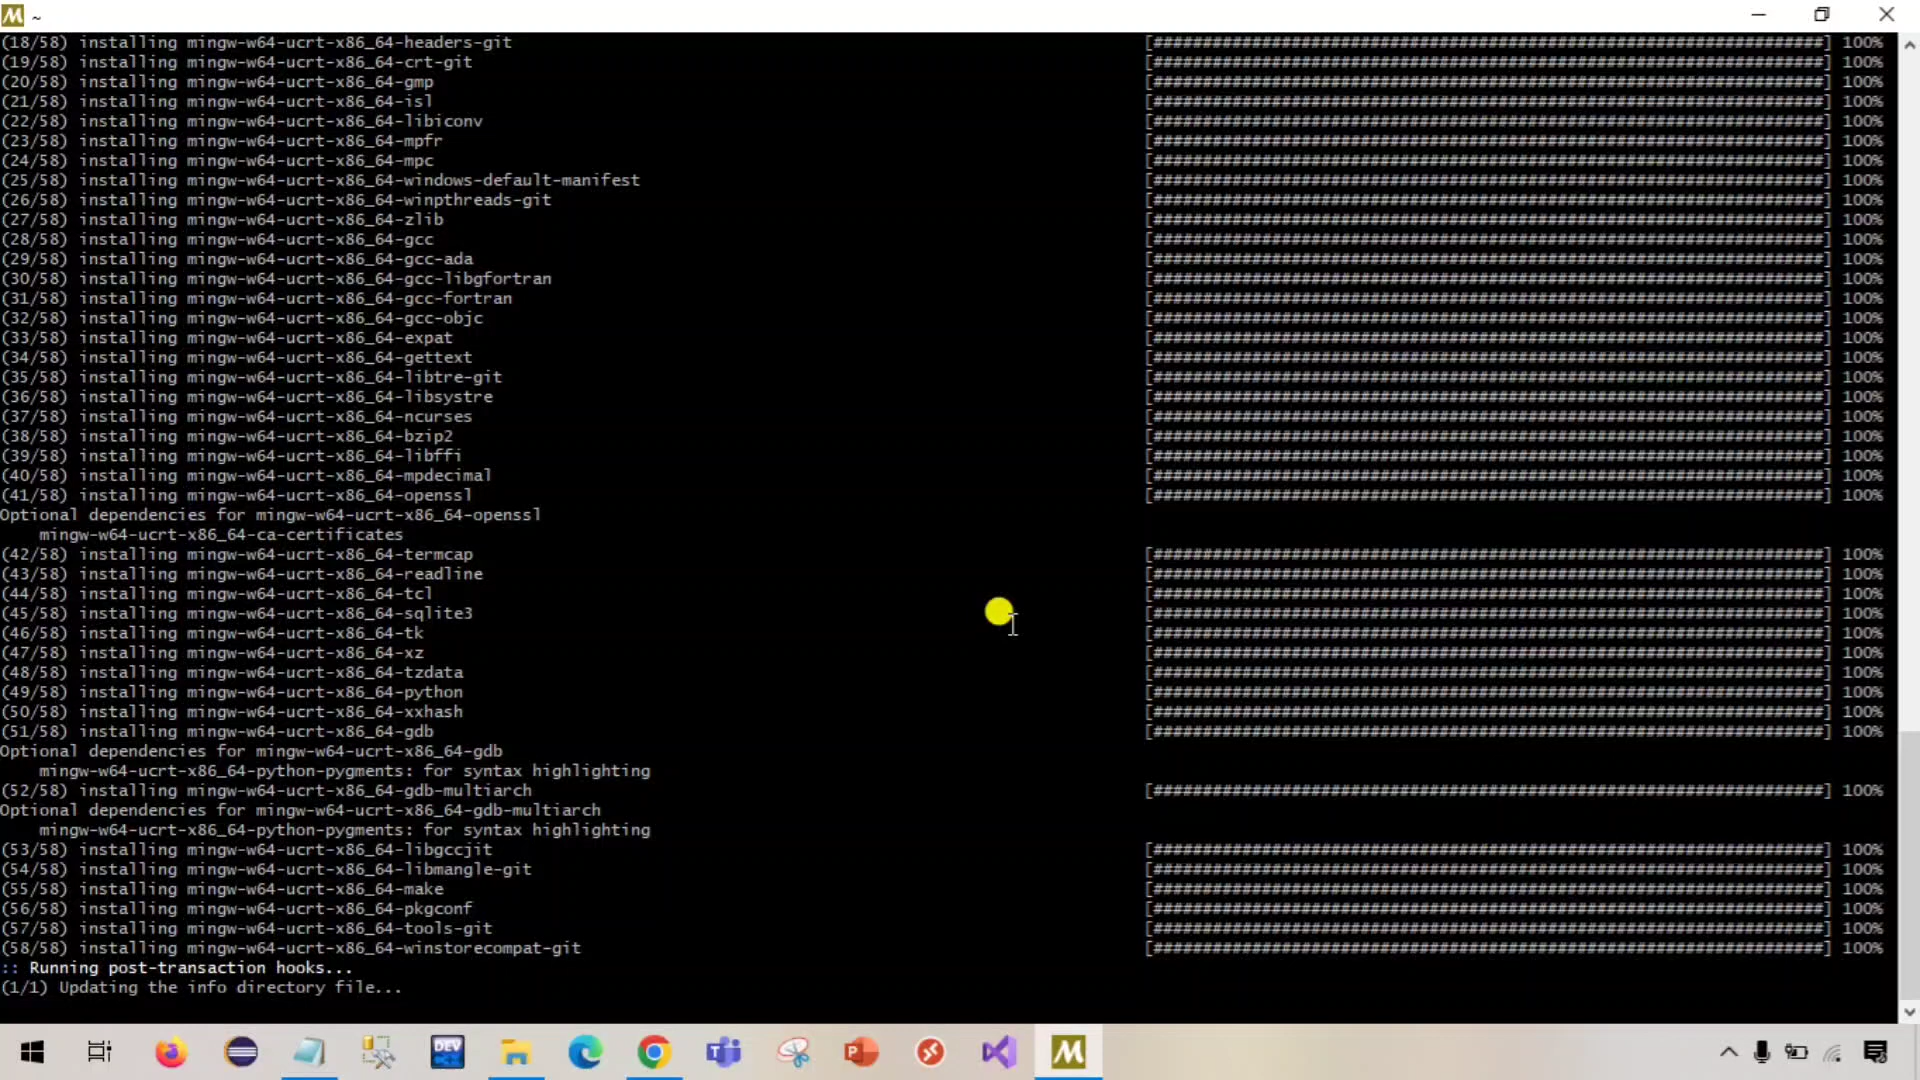 ~
(18/58) installing mingw-w64-ucrt-x86_64-headers-git [####################################################################] 100%
(19/58) installing mingw-w64-ucrt-x86_64-crt-git [####################################################################] 100%
(20/58) installing mingw-w64-ucrt-x86_64-gmp [####################################################################] 100%
(21/58) installing mingw-w64-ucrt-x86_64-isl [####################################################################] 100%
(22/58) installing mingw-w64-ucrt-x86_64-libiconv [####################################################################] 100%
(23/58) installing mingw-w64-ucrt-x86_64-mpfr [####################################################################] 100%
(24/58) installing mingw-w64-ucrt-x86_64-mpc [####################################################################] 100%
(25/58) installing mingw-w64-ucrt-x86_64-windows-default-manifest [####################################################################] 100%
(26/58) installing mingw-w64-ucrt-x86_64-winpthreads-git [####################################################################] 100%
(27/58) installing mingw-w64-ucrt-x86_64-zlib [####################################################################] 100%
(28/58) installing mingw-w64-ucrt-x86_64-gcc [####################################################################] 100%
(29/58) installing mingw-w64-ucrt-x86_64-gcc-ada [####################################################################] 100%
(30/58) installing mingw-w64-ucrt-x86_64-gcc-libgfortran [####################################################################] 100%
(31/58) installing mingw-w64-ucrt-x86_64-gcc-fortran [####################################################################] 100%
(32/58) installing mingw-w64-ucrt-x86_64-gcc-objc [####################################################################] 100%
(33/58) installing mingw-w64-ucrt-x86_64-expat [####################################################################] 100%
(34/58) installing mingw-w64-ucrt-x86_64-gettext [####################################################################] 100%
(35/58) installing mingw-w64-ucrt-x86_64-libtre-git [####################################################################] 100%
(36/58) installing mingw-w64-ucrt-x86_64-libsystre [####################################################################] 100%
(37/58) installing mingw-w64-ucrt-x86_64-ncurses [####################################################################] 100%
(38/58) installing mingw-w64-ucrt-x86_64-bzip2 [####################################################################] 100%
(39/58) installing mingw-w64-ucrt-x86_64-libffi [####################################################################] 100%
(40/58) installing mingw-w64-ucrt-x86_64-mpdecimal [####################################################################] 100%
(41/58) installing mingw-w64-ucrt-x86_64-openssl [####################################################################] 100%
Optional dependencies for mingw-w64-ucrt-x86_64-openssl
mingw-w64-ucrt-x86_64-ca-certificates
(42/58) installing mingw-w64-ucrt-x86_64-termcap [####################################################################] 100%
(43/58) installing mingw-w64-ucrt-x86_64-readline [####################################################################] 100%
(44/58) installing mingw-w64-ucrt-x86_64-tcl [####################################################################] 100%
(45/58) installing mingw-w64-ucrt-x86_64-sqlite3 [####################################################################] 100%
(46/58) installing mingw-w64-ucrt-x86_64-tk [####################################################################] 100%
(47/58) installing mingw-w64-ucrt-x86_64-xz [####################################################################] 100%
(48/58) installing mingw-w64-ucrt-x86_64-tzdata [####################################################################] 100%
(49/58) installing mingw-w64-ucrt-x86_64-python [####################################################################] 100%
(50/58) installing mingw-w64-ucrt-x86_64-xxhash [####################################################################] 100%
(51/58) installing mingw-w64-ucrt-x86_64-gdb [####################################################################] 100%
Optional dependencies for mingw-w64-ucrt-x86_64-gdb
mingw-w64-ucrt-x86_64-python-pygments: for syntax highlighting
(52/58) installing mingw-w64-ucrt-x86_64-gdb-multiarch [####################################################################] 100%
Optional dependencies for mingw-w64-ucrt-x86_64-gdb-multiarch
mingw-w64-ucrt-x86_64-python-pygments: for syntax highlighting
(53/58) installing mingw-w64-ucrt-x86_64-libgccjit [####################################################################] 100%
(54/58) installing mingw-w64-ucrt-x86_64-libmangle-git [####################################################################] 100%
(55/58) installing mingw-w64-ucrt-x86_64-make [####################################################################] 100%
(56/58) installing mingw-w64-ucrt-x86_64-pkgconf [####################################################################] 100%
(57/58) installing mingw-w64-ucrt-x86_64-tools-git [####################################################################] 100%
(58/58) installing mingw-w64-ucrt-x86_64-winstorecompat-git [####################################################################] 100%
:: Running post-transaction hooks...
(1/1) Updating the info directory file...
DEV